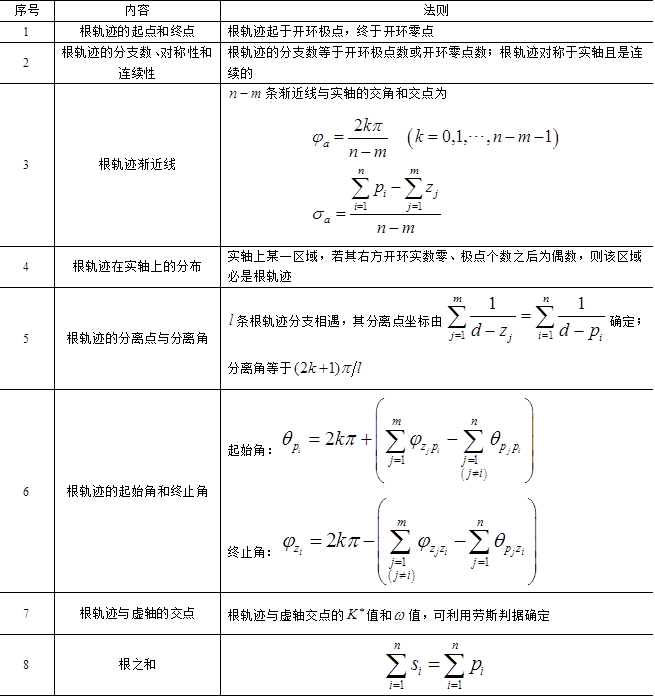 序号 内容 法则
1 根轨迹的起点和终点 根轨迹起于开环极点，终于开环零点
2 根轨迹的分支数、对称性和连续性 根轨迹的分支数等于开环极点数或开环零点数；根轨迹对称于实轴且是连续的
3 根轨迹渐近线 n−m 条渐近线与实轴的交角和交点为
φ_a = 2kπ/(n−m) (k=0,1,⋯,n−m−1)
σ_a = (∑_{i=1}^{n} p_i − ∑_{j=1}^{m} z_j)/(n−m)
4 根轨迹在实轴上的分布 实轴上某一区域，若其右方开环实数零、极点个数之后为偶数，则该区域必是根轨迹
5 根轨迹的分离点与分离角 l条根轨迹分支相遇，其分离点坐标由 ∑_{j=1}^{m} 1/(d−z_j) = ∑_{i=1}^{n} 1/(d−p_i) 确定；
分离角等于 (2k+1)π/l
6 根轨迹的起始角和终止角 起始角：θ_{p_i} = 2kπ + (∑_{j=1}^{m} φ_{z_j p_i} − ∑_{j=1 (j≠i)}^{n} θ_{p_j p_i})
终止角：φ_{z_i} = 2kπ − (∑_{j=1 (j≠i)}^{m} φ_{z_j z_i} − ∑_{j=1}^{n} θ_{p_j z_i})
7 根轨迹与虚轴的交点 根轨迹与虚轴交点的K*值和ω值，可利用劳斯判据确定
8 根之和 ∑_{i=1}^{n} s_i = ∑_{i=1}^{n} p_i